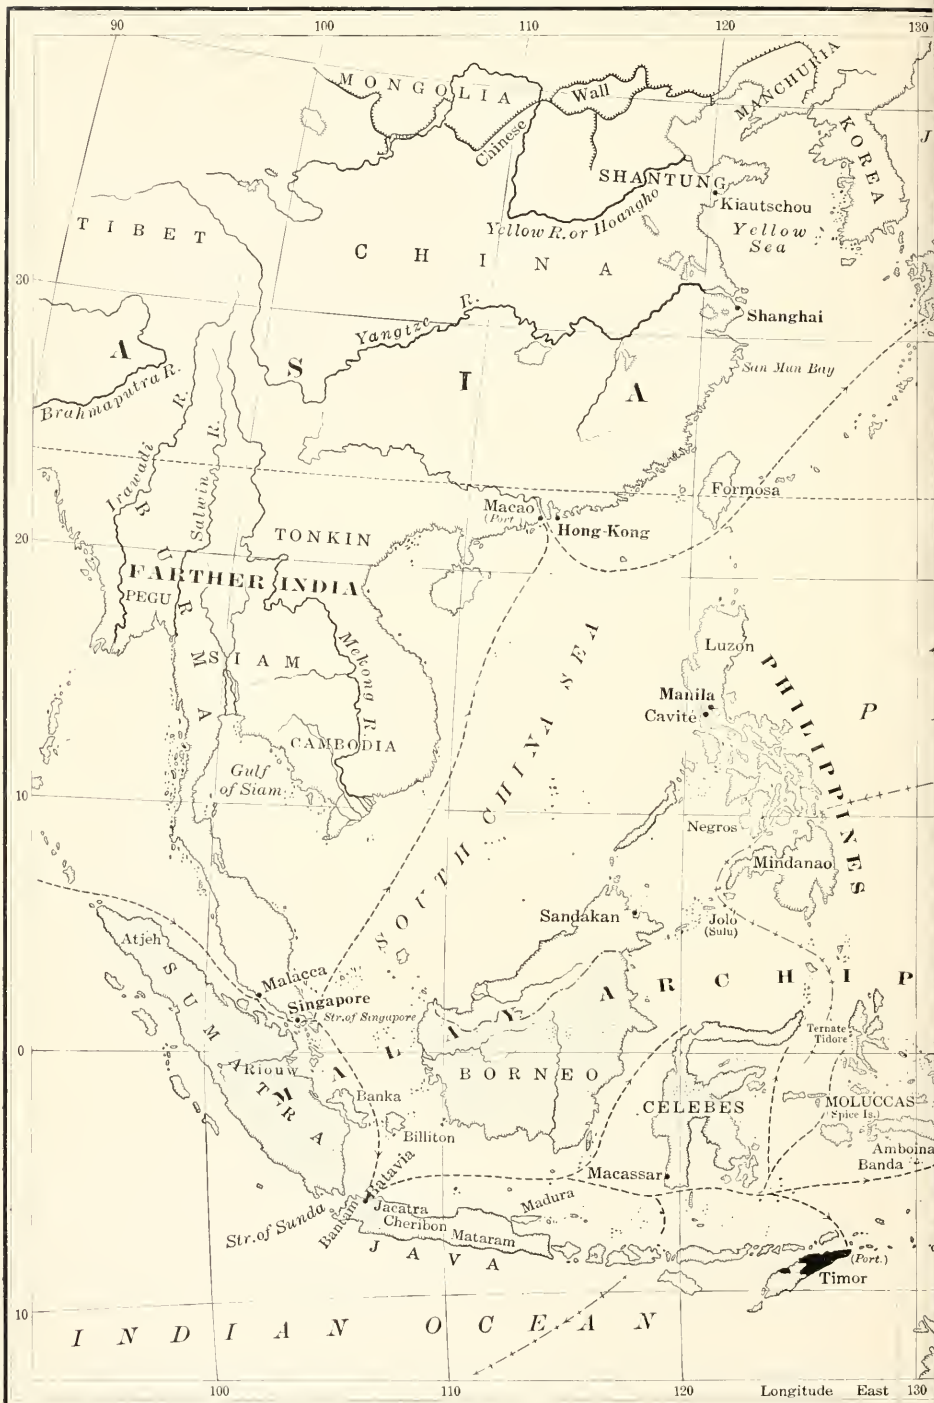 90
100
110
120
130
MONGOLIA
Chinese
Wall
MANCHURIA
KOREA
J
SHANTUNG
Kiautschou
Yellow R. or Hoangho
Yellow
Sea
TIBET
CHINA
30
Yangtze R.
Shanghai
ASIA
San Mun Bay
Brahmaputra R.
Irawadi R.
Salwin R.
Formosa
Macao
(Port.)
Hong-Kong
TONKIN
20
FARTHER INDIA
PEGU
BURMA
SIAM
Mekong R.
CAMBODIA
Gulf
of Siam
SOUTH CHINA SEA
Luzon
PHILIPPINES
Manila
Cavite
P
10
Negros
Mindanao
Sandakan
Jolo
(Sulu)
Atjeh
SUMATRA
Malacca
Singapore
Str. of Singapore
MALAY ARCHIP
Ternate
Tidore
0
Riouw
BORNEO
Banka
CELEBES
MOLUCCAS
(Spice Is.)
Billiton
Amboina
Banda
Macassar
Batavia
Str. of Sunda
Bantam
Jacatra
Cheribon
Mataram
Madura
JAVA
(Port.)
Timor
10
INDIAN OCEAN
100
110
120
Longitude East
130